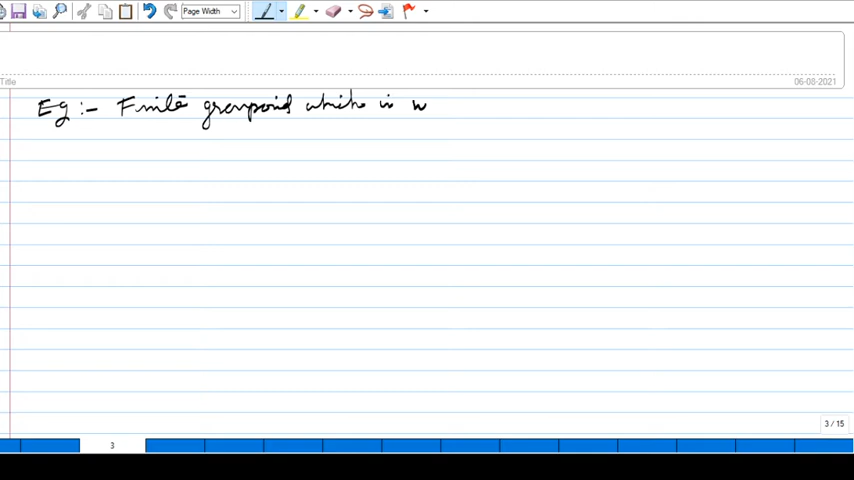 Page Width
Title
06-08-2021
Eg :- Finite groupoid which is n
3 / 15
3